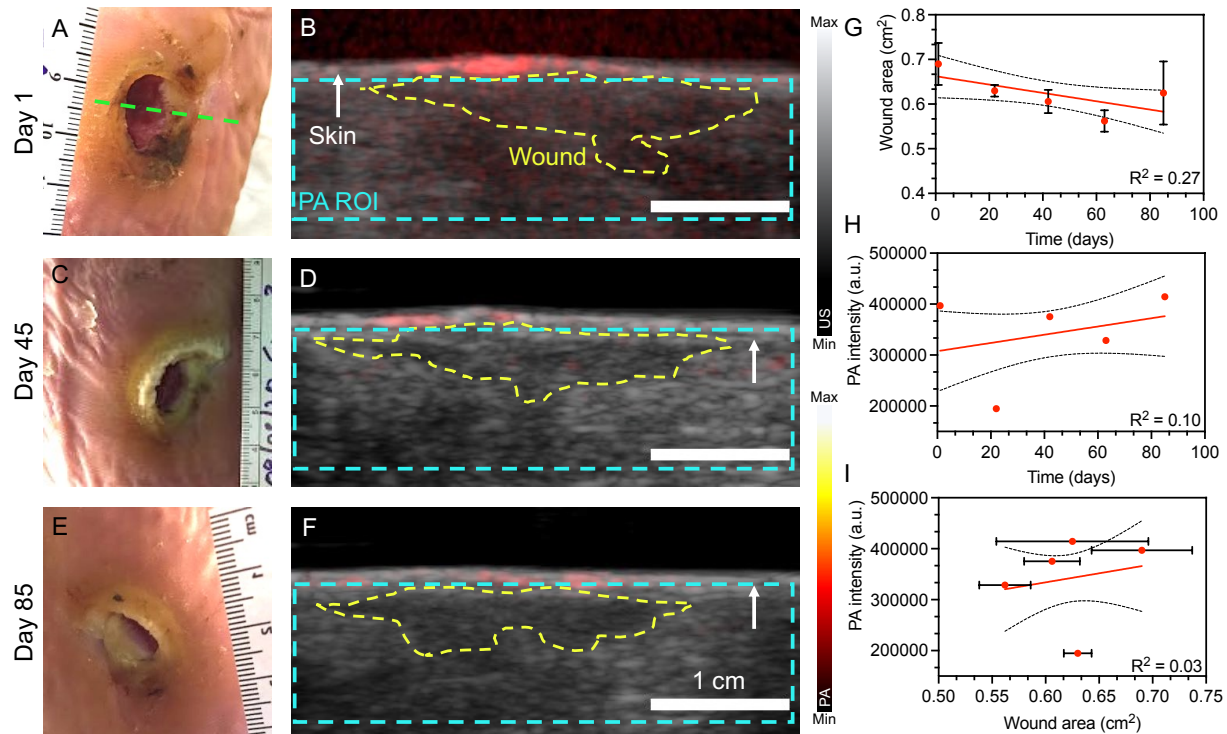 Day 1
A
B
Skin
Wound
PA ROI
Day 45
C
D
Day 85
E
F
1 cm
Max
US
Min
Max
PA
Min
G
Wound area (cm²)
0.8
0.7
0.6
0.5
0.4
R² = 0.27
0 20 40 60 80 100
Time (days)
H
PA intensity (a.u.)
500000
400000
300000
200000
R² = 0.10
0 20 40 60 80 100
Time (days)
I
PA intensity (a.u.)
500000
400000
300000
200000
R² = 0.03
0.50 0.55 0.60 0.65 0.70 0.75
Wound area (cm²)